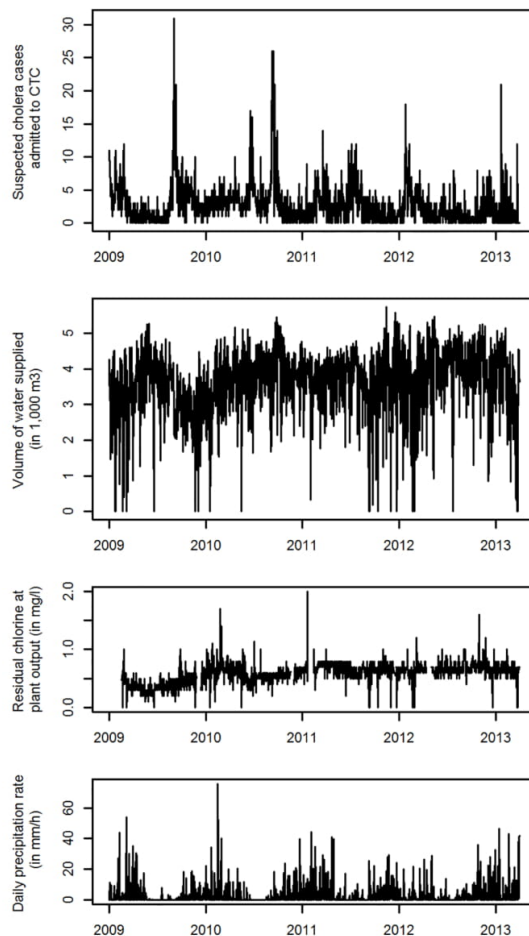 Suspected cholera cases
admitted to CTC
0 5 10 15 20 25 30
2009 2010 2011 2012 2013
Volume of water supplied
(in 1,000 m3)
0 1 2 3 4 5
2009 2010 2011 2012 2013
Residual chlorine at
plant output (in mg/l)
0.0 1.0 2.0
2009 2010 2011 2012 2013
Daily precipitation rate
(in mm/h)
0 20 40 60
2009 2010 2011 2012 2013